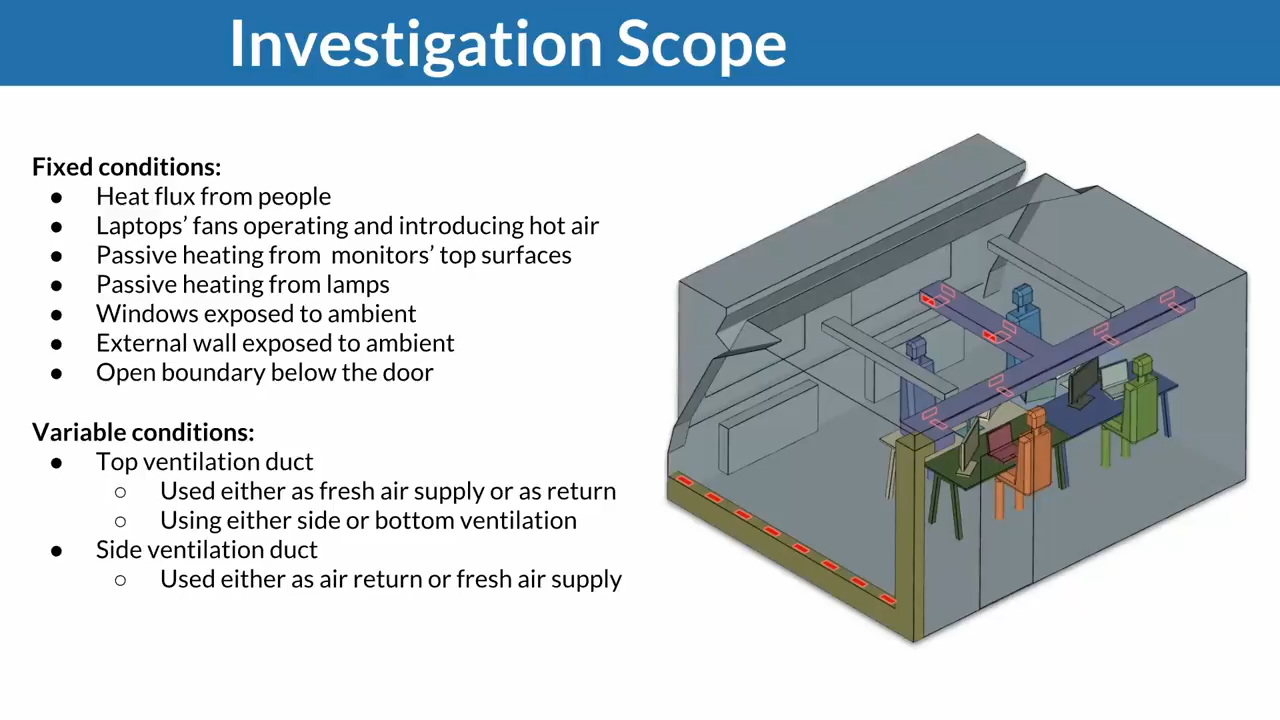 Investigation Scope
Fixed conditions:
● Heat flux from people
● Laptops’ fans operating and introducing hot air
● Passive heating from  monitors’ top surfaces
● Passive heating from lamps
● Windows exposed to ambient
● External wall exposed to ambient
● Open boundary below the door
Variable conditions:
● Top ventilation duct
○ Used either as fresh air supply or as return
○ Using either side or bottom ventilation
● Side ventilation duct
○ Used either as air return or fresh air supply